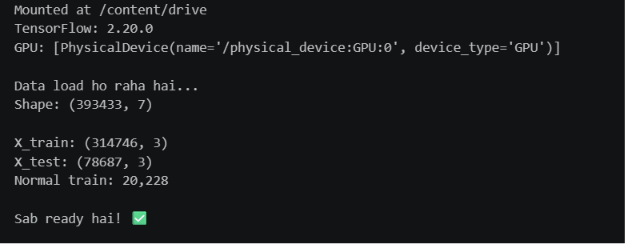 Mounted at /content/drive
TensorFlow: 2.20.0
GPU: [PhysicalDevice(name='/physical_device:GPU:0', device_type='GPU')]
Data load ho raha hai...
Shape: (393433, 7)
X_train: (314746, 3)
X_test: (78687, 3)
Normal train: 20,228
Sab ready hai! ✅